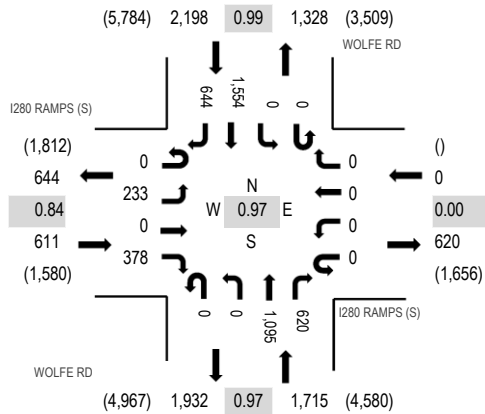 (5,784) 2,198 0.99 1,328 (3,509)
WOLFE RD
644 1,554 0 0
I280 RAMPS (S)
(1,812) 0 0 ()
644 233 0 0
N
0.84 W 0.97 E 0.00
0 0
S
611 378 0 620
(1,580) (1,656)
0 0 1,095 620
I280 RAMPS (S)
WOLFE RD
(4,967) 1,932 0.97 1,715 (4,580)